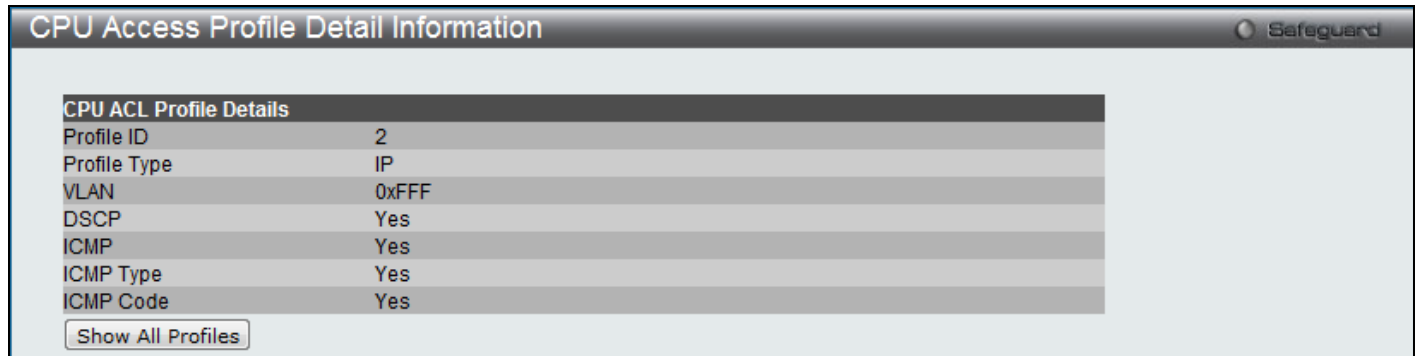 CPU Access Profile Detail Information
Safeguard
CPU ACL Profile Details
Profile ID 2
Profile Type IP
VLAN 0xFFF
DSCP Yes
ICMP Yes
ICMP Type Yes
ICMP Code Yes
Show All Profiles